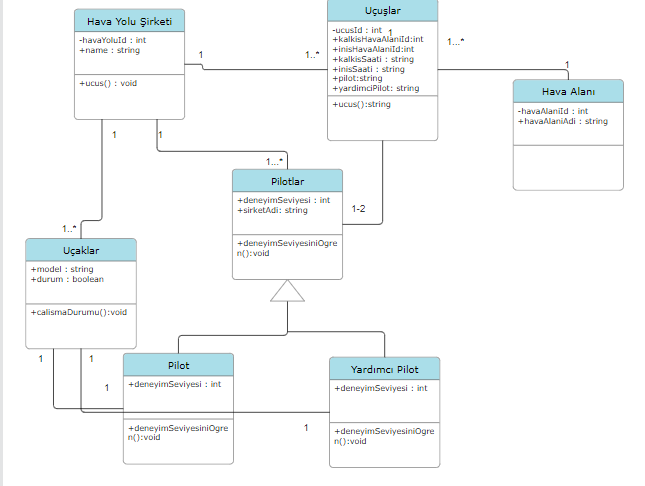 Hava Yolu Şirketi
-havaYoluId : int
+name : string
+ucus() : void
1
1..*
Uçuşlar
-ucusId : int
1
+kalkisHavaAlaniId:int
+inisHavaAlaniId:int
+kalkisSaati : string
+inisSaati : string
+pilot:string
+yardimciPilot: string
+ucus():string
1...*
1
Hava Alanı
-havaAlaniId : int
+havaAlaniAdi : string
1
1
1...*
Pilotlar
+deneyimSeviyesi : int
+sirketAdi: string
+deneyimSeviyesiniOgre
n():void
1-2
1..*
Uçaklar
+model : string
+durum : boolean
+calismaDurumu():void
1
1
1
Pilot
+deneyimSeviyesi : int
+deneyimSeviyesiniOgre
n():void
1
Yardımcı Pilot
+deneyimSeviyesi : int
+deneyimSeviyesiniOgre
n():void